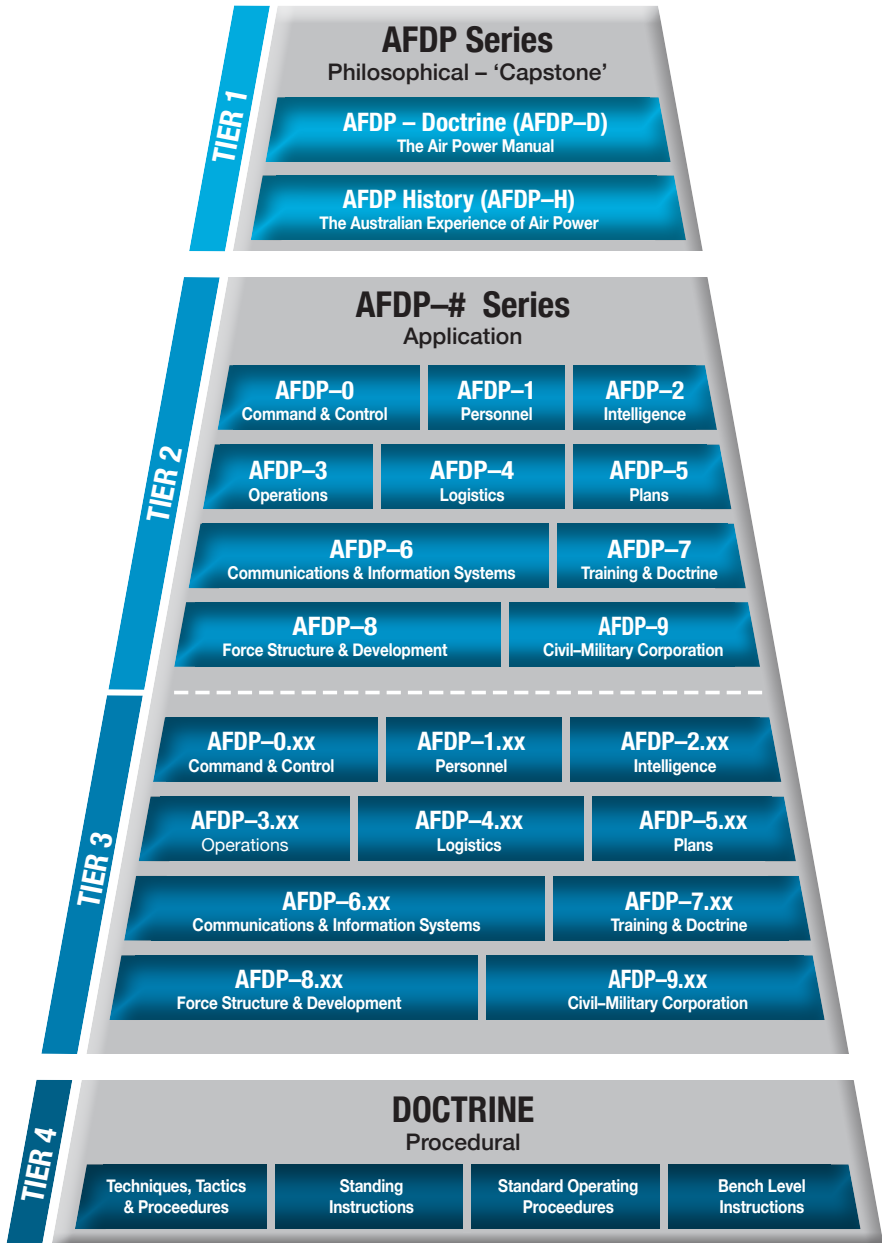 TIER 1
AFDP Series
Philosophical – ‘Capstone’
AFDP – Doctrine (AFDP–D)
The Air Power Manual
AFDP History (AFDP–H)
The Australian Experience of Air Power
TIER 2
AFDP–# Series
Application
AFDP–0
Command & Control
AFDP–1
Personnel
AFDP–2
Intelligence
AFDP–3
Operations
AFDP–4
Logistics
AFDP–5
Plans
AFDP–6
Communications & Information Systems
AFDP–7
Training & Doctrine
AFDP–8
Force Structure & Development
AFDP–9
Civil–Military Corporation
TIER 3
AFDP–0.xx
Command & Control
AFDP–1.xx
Personnel
AFDP–2.xx
Intelligence
AFDP–3.xx
Operations
AFDP–4.xx
Logistics
AFDP–5.xx
Plans
AFDP–6.xx
Communications & Information Systems
AFDP–7.xx
Training & Doctrine
AFDP–8.xx
Force Structure & Development
AFDP–9.xx
Civil–Military Corporation
TIER 4
DOCTRINE
Procedural
Techniques, Tactics
& Proceedures
Standing
Instructions
Standard Operating
Proceedures
Bench Level
Instructions